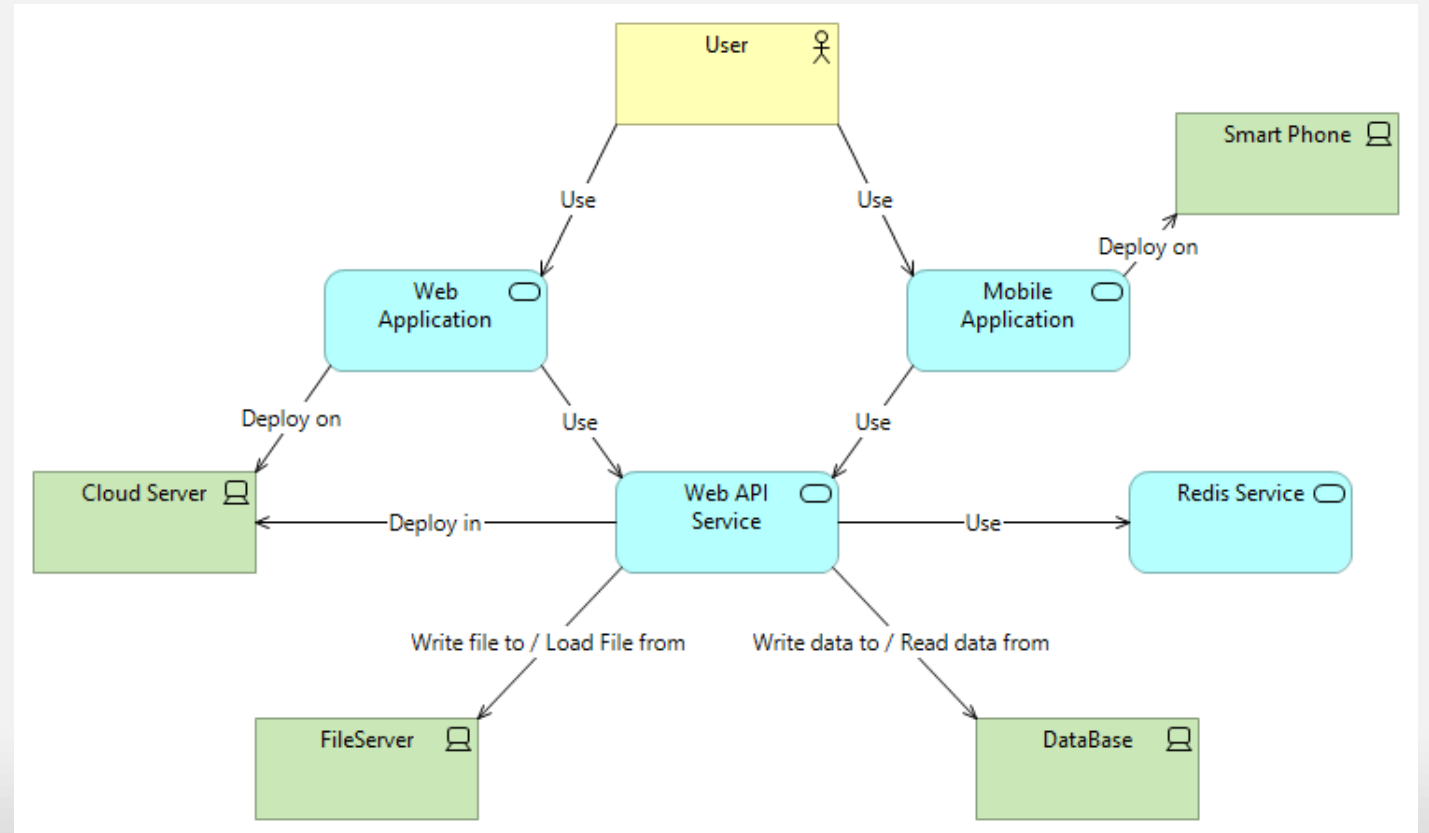 User
Smart Phone
Use
Use
Deploy on
Web
Application
Mobile
Application
Deploy on
Use
Use
Cloud Server
Web API
Service
Redis Service
Deploy in
Use
Write file to / Load File from
Write data to / Read data from
FileServer
DataBase